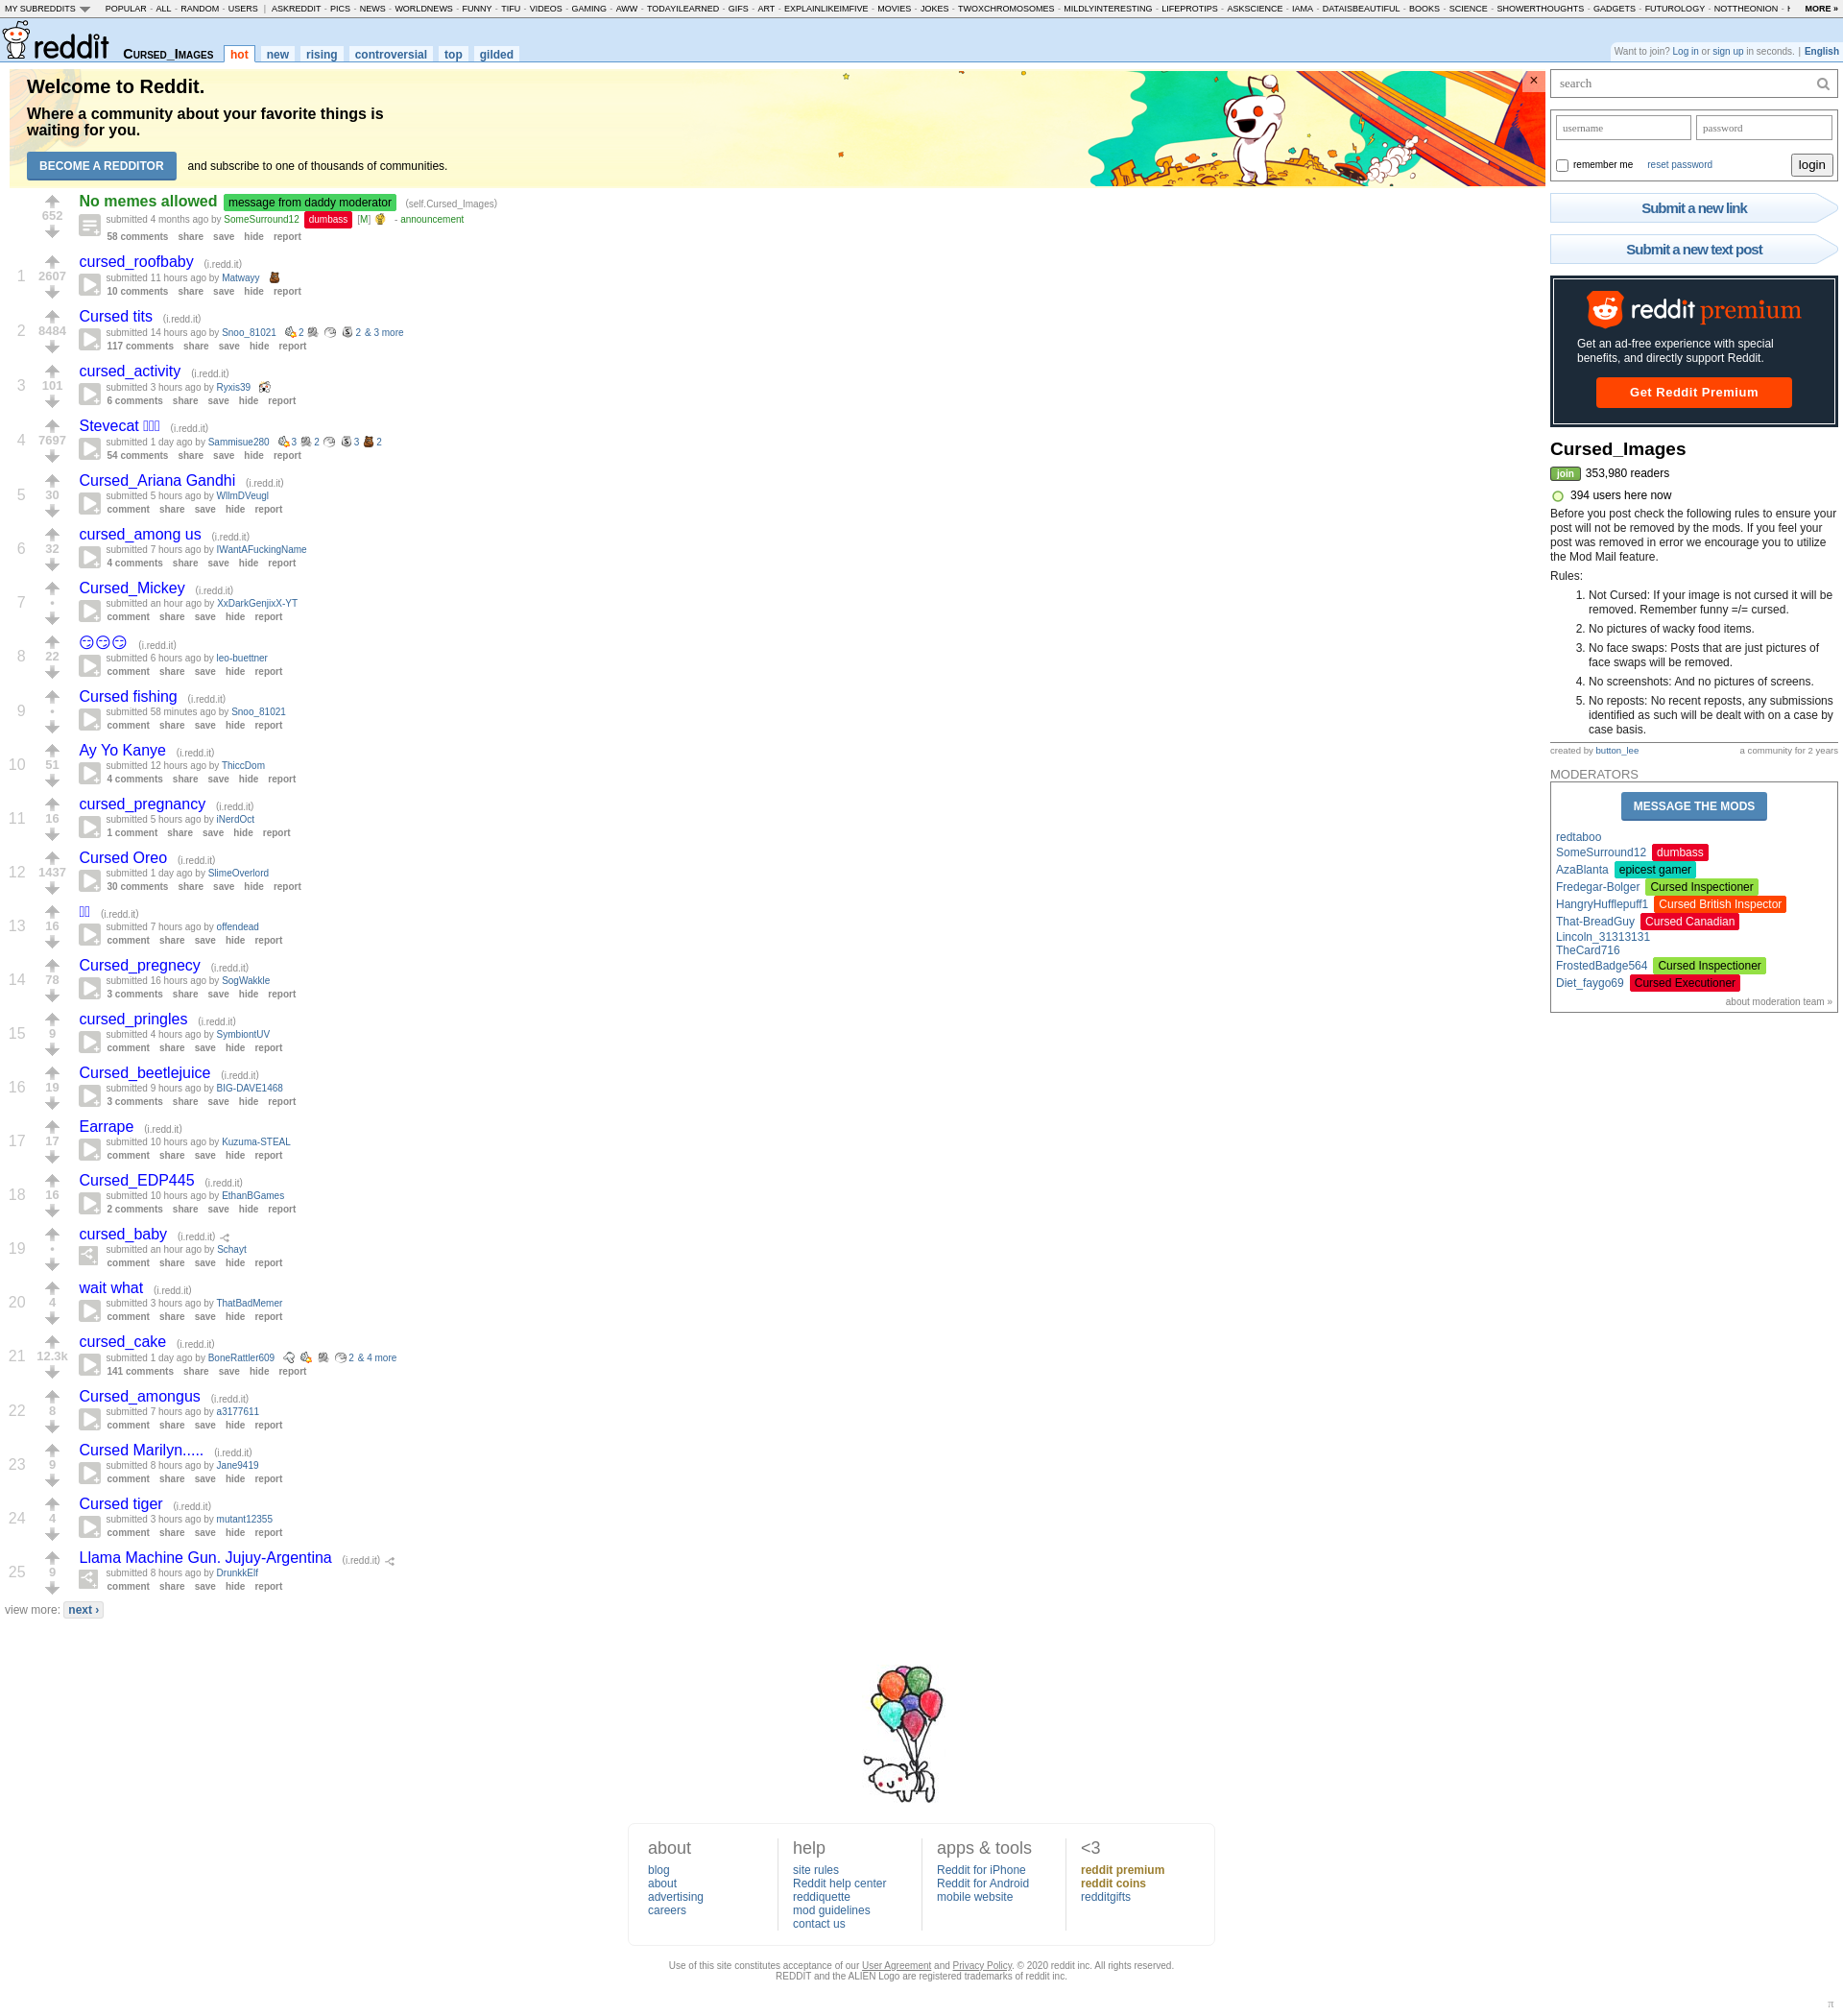 MY SUBREDDITS POPULAR - ALL - RANDOM - USERS | ASKREDDIT - PICS - NEWS - WORLDNEWS - FUNNY - TIFU - VIDEOS - GAMING - AWW - TODAYILEARNED - GIFS - ART - EXPLAINLIKEIMFIVE - MOVIES - JOKES - TWOXCHROMOSOMES - MILDLYINTERESTING - LIFEPROTIPS - ASKSCIENCE - IAMA - DATAISBEAUTIFUL - BOOKS - SCIENCE - SHOWERTHOUGHTS - GADGETS - FUTUROLOGY - NOTTHEONION - MORE »
reddit Cursed_Images hot new rising controversial top gilded
Want to join? Log in or sign up in seconds. | English
Welcome to Reddit.
Where a community about your favorite things is
waiting for you.
BECOME A REDDITOR and subscribe to one of thousands of communities.
×
652
No memes allowed message from daddy moderator (self.Cursed_Images)
submitted 4 months ago by SomeSurround12 dumbass [M] - announcement
58 comments share save hide report
1 2607
cursed_roofbaby (i.redd.it)
submitted 11 hours ago by Matwayy
10 comments share save hide report
2 8484
Cursed tits (i.redd.it)
submitted 14 hours ago by Snoo_81021 2 2 & 3 more
117 comments share save hide report
3 101
cursed_activity (i.redd.it)
submitted 3 hours ago by Ryxis39
6 comments share save hide report
4 7697
Stevecat (i.redd.it)
submitted 1 day ago by Sammisue280 3 2 3 2
54 comments share save hide report
5 30
Cursed_Ariana Gandhi (i.redd.it)
submitted 5 hours ago by WllmDVeugl
comment share save hide report
6 32
cursed_among us (i.redd.it)
submitted 7 hours ago by IWantAFuckingName
4 comments share save hide report
7 •
Cursed_Mickey (i.redd.it)
submitted an hour ago by XxDarkGenjixX-YT
comment share save hide report
8 22
😏😏😏 (i.redd.it)
submitted 6 hours ago by leo-buettner
comment share save hide report
9 •
Cursed fishing (i.redd.it)
submitted 58 minutes ago by Snoo_81021
comment share save hide report
10 51
Ay Yo Kanye (i.redd.it)
submitted 12 hours ago by ThiccDom
4 comments share save hide report
11 16
cursed_pregnancy (i.redd.it)
submitted 5 hours ago by iNerdOct
1 comment share save hide report
12 1437
Cursed Oreo (i.redd.it)
submitted 1 day ago by SlimeOverlord
30 comments share save hide report
13 16
(i.redd.it)
submitted 7 hours ago by offendead
comment share save hide report
14 78
Cursed_pregnecy (i.redd.it)
submitted 16 hours ago by SogWakkle
3 comments share save hide report
15 9
cursed_pringles (i.redd.it)
submitted 4 hours ago by SymbiontUV
comment share save hide report
16 19
Cursed_beetlejuice (i.redd.it)
submitted 9 hours ago by BIG-DAVE1468
3 comments share save hide report
17 17
Earrape (i.redd.it)
submitted 10 hours ago by Kuzuma-STEAL
comment share save hide report
18 16
Cursed_EDP445 (i.redd.it)
submitted 10 hours ago by EthanBGames
2 comments share save hide report
19 •
cursed_baby (i.redd.it)
submitted an hour ago by Schayt
comment share save hide report
20 4
wait what (i.redd.it)
submitted 3 hours ago by ThatBadMemer
comment share save hide report
21 12.3k
cursed_cake (i.redd.it)
submitted 1 day ago by BoneRattler609 2 & 4 more
141 comments share save hide report
22 8
Cursed_amongus (i.redd.it)
submitted 7 hours ago by a3177611
comment share save hide report
23 9
Cursed Marilyn..... (i.redd.it)
submitted 8 hours ago by Jane9419
comment share save hide report
24 4
Cursed tiger (i.redd.it)
submitted 3 hours ago by mutant12355
comment share save hide report
25 9
Llama Machine Gun. Jujuy-Argentina (i.redd.it)
submitted 8 hours ago by DrunkkElf
comment share save hide report
view more: next ›
search
username password
remember me reset password login
Submit a new link
Submit a new text post
reddit premium
Get an ad-free experience with special
benefits, and directly support Reddit.
Get Reddit Premium
Cursed_Images
join 353,980 readers
394 users here now
Before you post check the following rules to ensure your
post will not be removed by the mods. If you feel your
post was removed in error we encourage you to utilize
the Mod Mail feature.
Rules:
1. Not Cursed: If your image is not cursed it will be
removed. Remember funny =/= cursed.
2. No pictures of wacky food items.
3. No face swaps: Posts that are just pictures of
face swaps will be removed.
4. No screenshots: And no pictures of screens.
5. No reposts: No recent reposts, any submissions
identified as such will be dealt with on a case by
case basis.
created by button_lee a community for 2 years
MODERATORS
MESSAGE THE MODS
redtaboo
SomeSurround12 dumbass
AzaBlanta epicest gamer
Fredegar-Bolger Cursed Inspectioner
HangryHufflepuff1 Cursed British Inspector
That-BreadGuy Cursed Canadian
Lincoln_31313131
TheCard716
FrostedBadge564 Cursed Inspectioner
Diet_faygo69 Cursed Executioner
about moderation team »
about
blog
about
advertising
careers
help
site rules
Reddit help center
reddiquette
mod guidelines
contact us
apps & tools
Reddit for iPhone
Reddit for Android
mobile website
<3
reddit premium
reddit coins
redditgifts
Use of this site constitutes acceptance of our User Agreement and Privacy Policy. © 2020 reddit inc. All rights reserved.
REDDIT and the ALIEN Logo are registered trademarks of reddit inc.
π